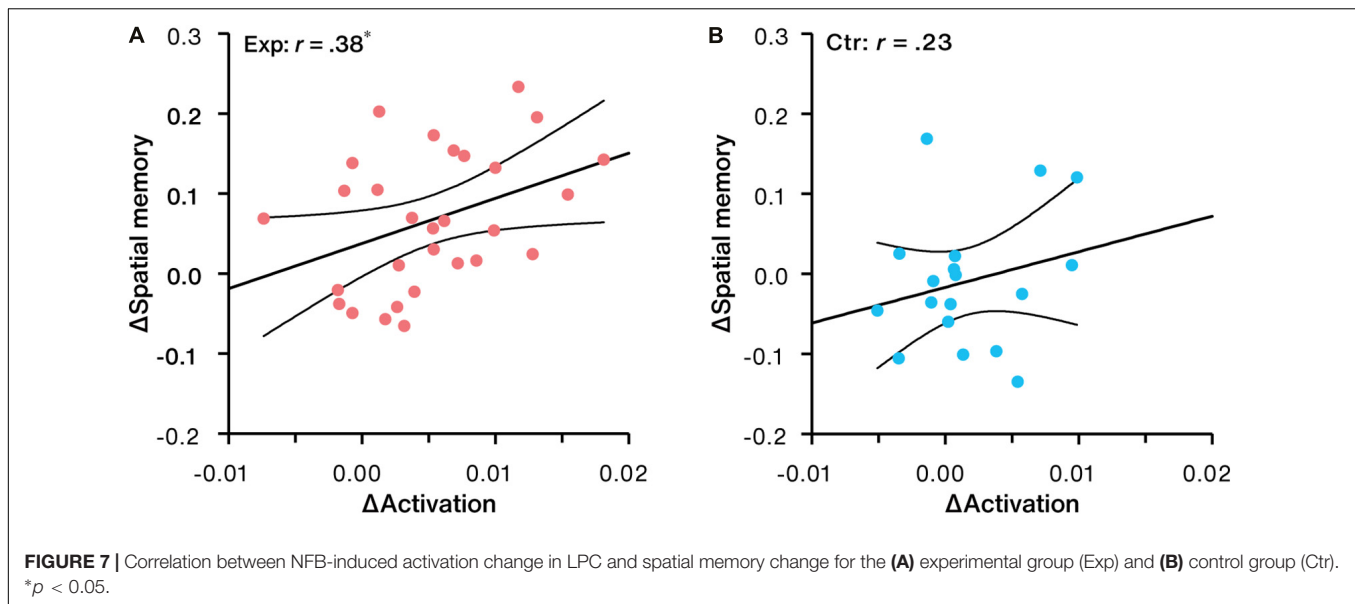 A
Exp: r = .38*
0.3
0.2
0.1
0.0
-0.1
-0.2
ΔSpatial memory
-0.01
0.00
0.01
0.02
ΔActivation
B
Ctr: r = .23
0.3
0.2
0.1
0.0
-0.1
-0.2
ΔSpatial memory
-0.01
0.00
0.01
0.02
ΔActivation
FIGURE 7 | Correlation between NFB-induced activation change in LPC and spatial memory change for the (A) experimental group (Exp) and (B) control group (Ctr).
*p < 0.05.